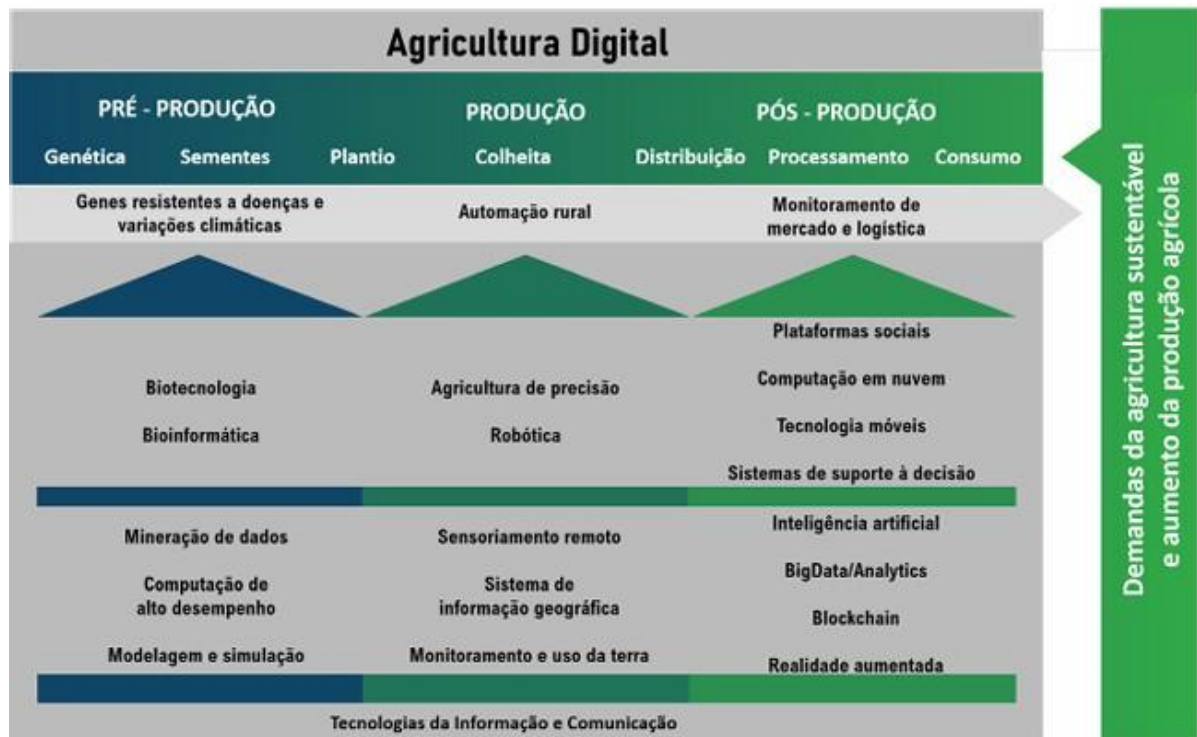 Agricultura Digital
PRÉ - PRODUÇÃO
PRODUÇÃO
PÓS - PRODUÇÃO
Genética
Sementes
Plantio
Colheita
Distribuição
Processamento
Consumo
Genes resistentes a doenças e
variações climáticas
Automação rural
Monitoramento de
mercado e logística
Biotecnologia
Bioinformática
Agricultura de precisão
Robótica
Plataformas sociais
Computação em nuvem
Tecnologia móveis
Sistemas de suporte à decisão
Mineração de dados
Computação de
alto desempenho
Modelagem e simulação
Sensoriamento remoto
Sistema de
informação geográfica
Monitoramento e uso da terra
Inteligência artificial
BigData/Analytics
Blockchain
Realidade aumentada
Tecnologias da Informação e Comunicação
Demandas da agricultura sustentável
e aumento da produção agrícola